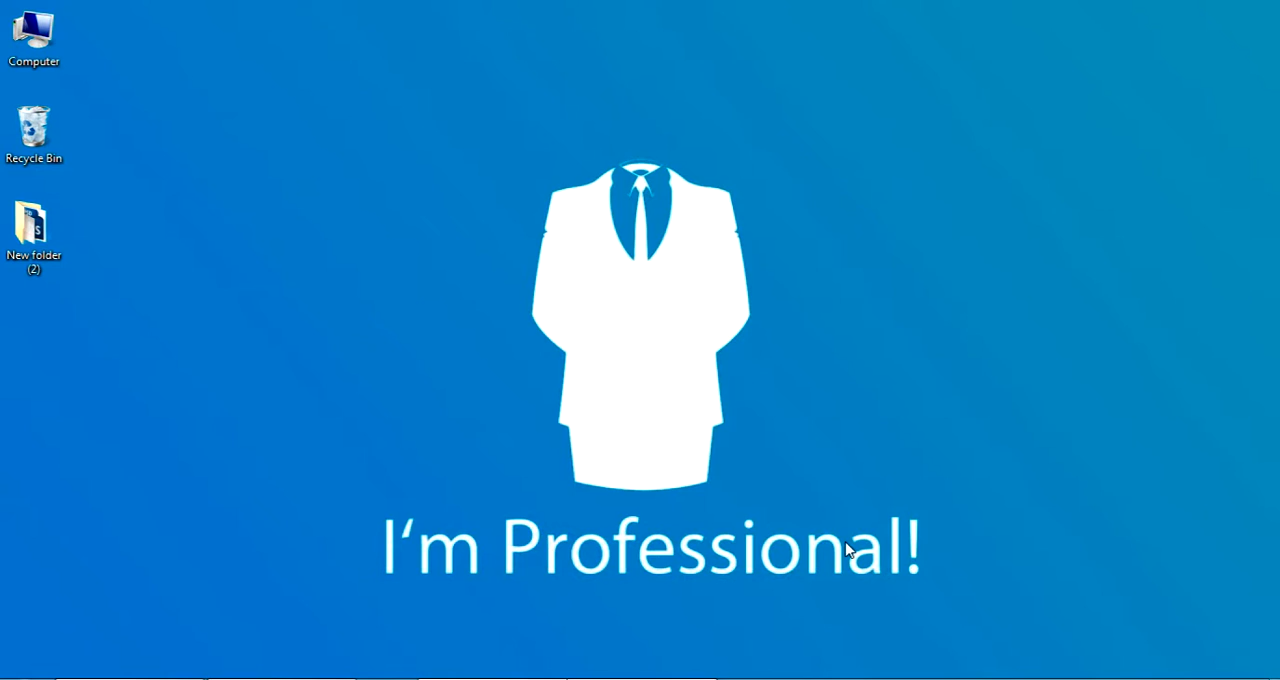 Computer
Recycle Bin
New folder
(2)
I‘m Professional!